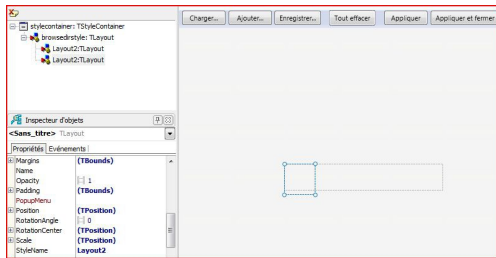 Charger... Ajouter... Enregistrer... Tout effacer Appliquer Appliquer et fermer
stylecontainer: TStyleContainer
browsedirstyle: TLayout
Layout2:TLayout
Layout2:TLayout
Inspecteur d'objets
<Sans_titre> TLayout
Propriétés Evénements
Margins (TBounds)
Name
Opacity 1
Padding (TBounds)
PopupMenu
Position (TPosition)
RotationAngle 0
RotationCenter (TPosition)
Scale (TPosition)
StyleName Layout2